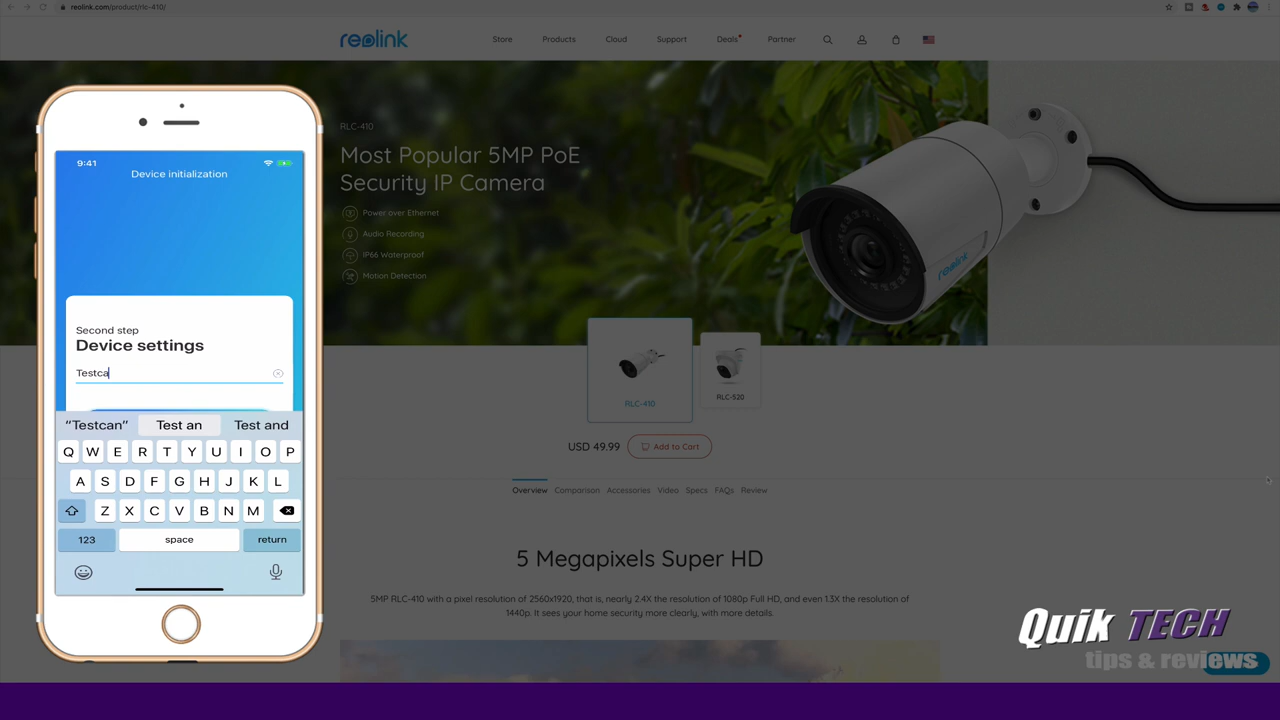 reolink.com/product/rlc-410/
reolink
Store Products Cloud Support Deals Partner
RLC-410
Most Popular 5MP PoE
Security IP Camera
Power over Ethernet
Audio Recording
IP66 Waterproof
Motion Detection
reolink
9:41
Device initialization
Second step
Device settings
Testca
“Testcan” Test an Test and
Q W E R T Y U I O P
A S D F G H J K L
Z X C V B N M
123 space return
RLC-410
RLC-520
USD 49.99 Add to Cart
Overview Comparison Accessories Video Specs FAQs Review
5 Megapixels Super HD
5MP RLC-410 with a pixel resolution of 2560x1920, that is, nearly 2.4X the resolution of 1080p Full HD, and even 1.3X the resolution of
1440p. It sees your home security more clearly, with more details.
Quik TECH
tips & reviews